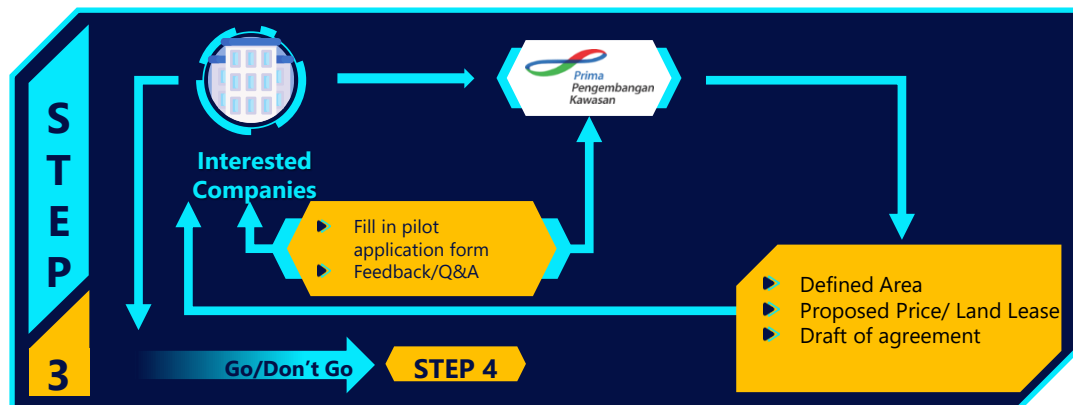 STEP
3
Interested
Companies
Prima
Pengembangan
Kawasan
Fill in pilot
application form
Feedback/Q&A
Defined Area
Proposed Price/ Land Lease
Draft of agreement
Go/Don’t Go
STEP 4